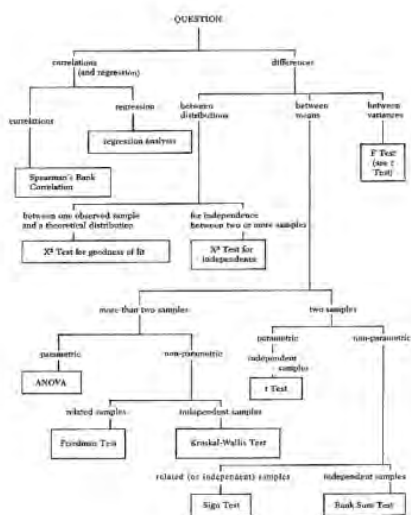 QUESTION
correlations
(and regression)
differences
correlations
regression
between
distributions
between
means
between
variances
regression analysis
F Test
(see t
Test)
Spearman's Rank
Correlation
between one observed sample
and a theoretical distribution
for independence
between two or more samples
X² Test for goodness of fit
X² Test for
independence
more than two samples
two samples
parametric
non-parametric
parametric
non-parametric
independent
samples
ANOVA
t Test
related samples
independent samples
Friedman Test
Kruskal-Wallis Test
related (or independent) samples
independent samples
Sign Test
Rank Sum Test